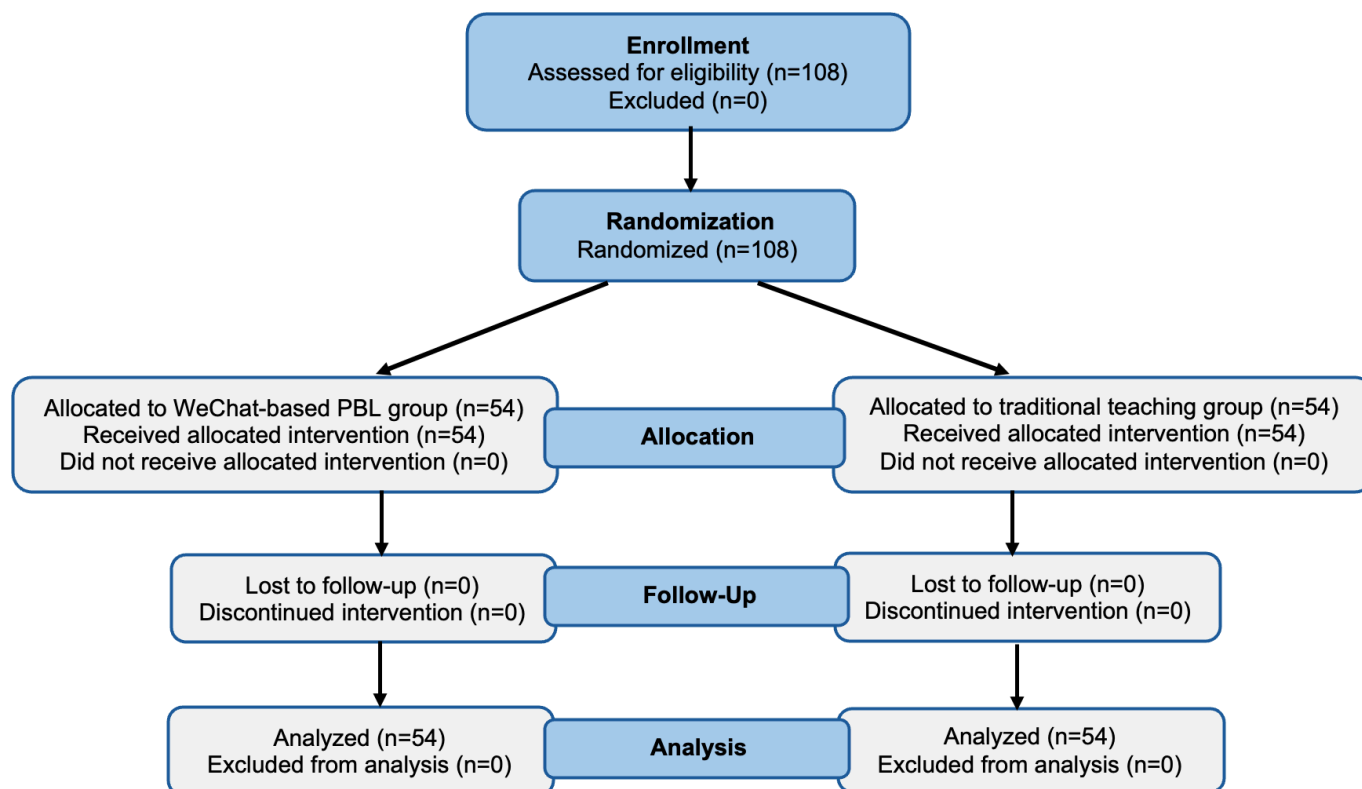 Enrollment
Assessed for eligibility (n=108)
Excluded (n=0)
Randomization
Randomized (n=108)
Allocated to WeChat-based PBL group (n=54)
Received allocated intervention (n=54)
Did not receive allocated intervention (n=0)
Allocation
Allocated to traditional teaching group (n=54)
Received allocated intervention (n=54)
Did not receive allocated intervention (n=0)
Lost to follow-up (n=0)
Discontinued intervention (n=0)
Follow-Up
Lost to follow-up (n=0)
Discontinued intervention (n=0)
Analyzed (n=54)
Excluded from analysis (n=0)
Analysis
Analyzed (n=54)
Excluded from analysis (n=0)